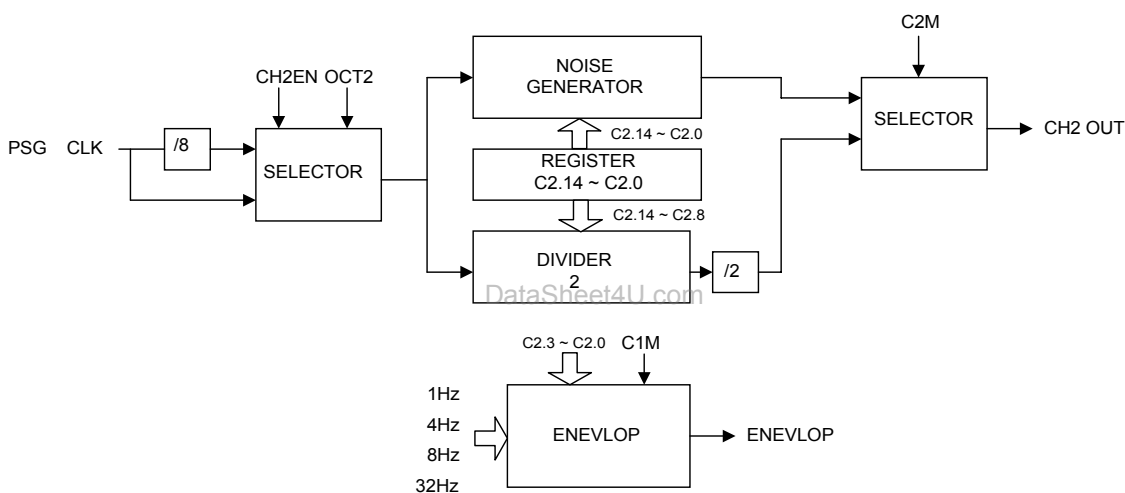 C2M
CH2EN OCT2
NOISE
GENERATOR
C2.14 ~ C2.0
PSG CLK
/8
SELECTOR
REGISTER
C2.14 ~ C2.0
SELECTOR
CH2 OUT
C2.14 ~ C2.8
DIVIDER
2
/2
DataSheet4U.com
C2.3 ~ C2.0
C1M
1Hz
4Hz
8Hz
32Hz
ENEVLOP
ENEVLOP